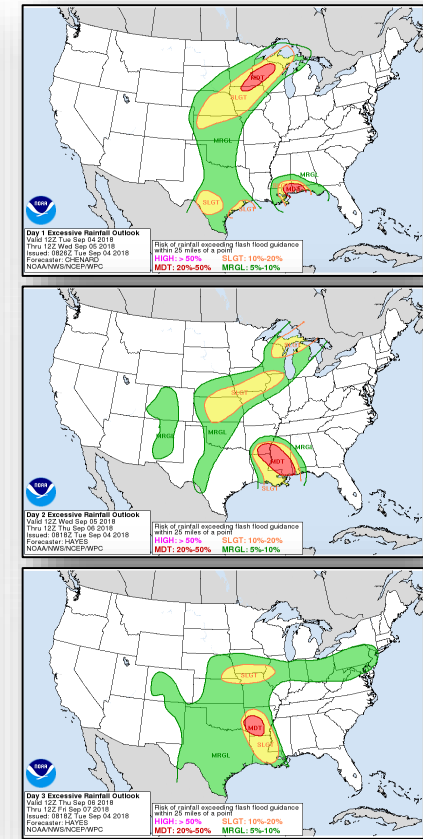 MDT
SLGT
MRGL
MRGL
MDT
SLGT
SLGT
NOAA
Day 1 Excessive Rainfall Outlook
Valid 12Z Tue Sep 04 2018
Thru 12Z Wed Sep 05 2018
Issued: 0826Z Tue Sep 04 2018
Forecaster: CHENARD
NOAA/NWS/NCEP/WPC
Risk of rainfall exceeding flash flood guidance
within 25 miles of a point
HIGH: > 50% SLGT: 10%-20%
MDT: 20%-50% MRGL: 5%-10%
SLGT
MRGL
MRGL
MRGL
MDT
SLGT
NOAA
Day 2 Excessive Rainfall Outlook
Valid 12Z Wed Sep 05 2018
Thru 12Z Thu Sep 06 2018
Issued: 0818Z Tue Sep 04 2018
Forecaster: HAYES
NOAA/NWS/NCEP/WPC
Risk of rainfall exceeding flash flood guidance
within 25 miles of a point
HIGH: > 50% SLGT: 10%-20%
MDT: 20%-50% MRGL: 5%-10%
SLGT
MDT
SLGT
MRGL
NOAA
Day 3 Excessive Rainfall Outlook
Valid 12Z Thu Sep 06 2018
Thru 12Z Fri Sep 07 2018
Issued: 0818Z Tue Sep 04 2018
Forecaster: HAYES
NOAA/NWS/NCEP/WPC
Risk of rainfall exceeding flash flood guidance
within 25 miles of a point
HIGH: > 50% SLGT: 10%-20%
MDT: 20%-50% MRGL: 5%-10%